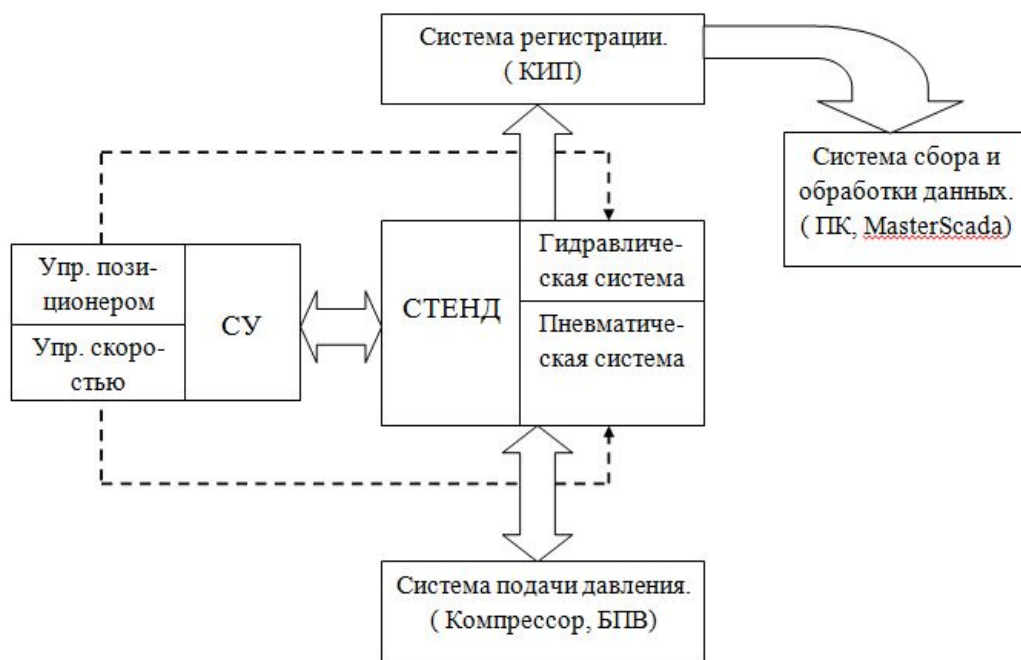 Система регистрации.
( КИП)
Система сбора и
обработки данных.
( ПК, MasterScada)
Упр. пози-
ционером
Упр. скоро-
стью
СУ
СТЕНД
Гидравличе-
ская система
Пневматиче-
ская система
Система подачи давления.
( Компрессор, БПВ)